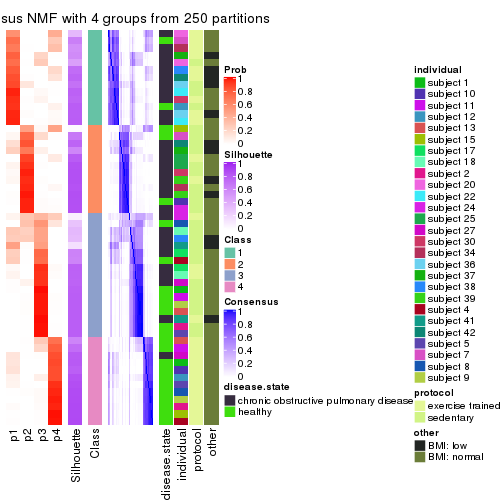 sus NMF with 4 groups from 250 partitions
p1
p2
p3
p4
Silhouette
Class
disease.state
individual
protocol
other
Prob
1
0.8
0.6
0.4
0.2
0
Silhouette
1
0.8
0.6
0.4
0.2
0
Class
1
2
3
4
Consensus
1
0.8
0.6
0.4
0.2
0
disease.state
chronic obstructive pulmonary disease
healthy
individual
subject 1
subject 10
subject 11
subject 12
subject 13
subject 15
subject 17
subject 18
subject 2
subject 20
subject 22
subject 24
subject 25
subject 27
subject 30
subject 34
subject 36
subject 37
subject 38
subject 39
subject 4
subject 41
subject 42
subject 5
subject 7
subject 8
subject 9
protocol
exercise trained
sedentary
other
BMI: low
BMI: normal